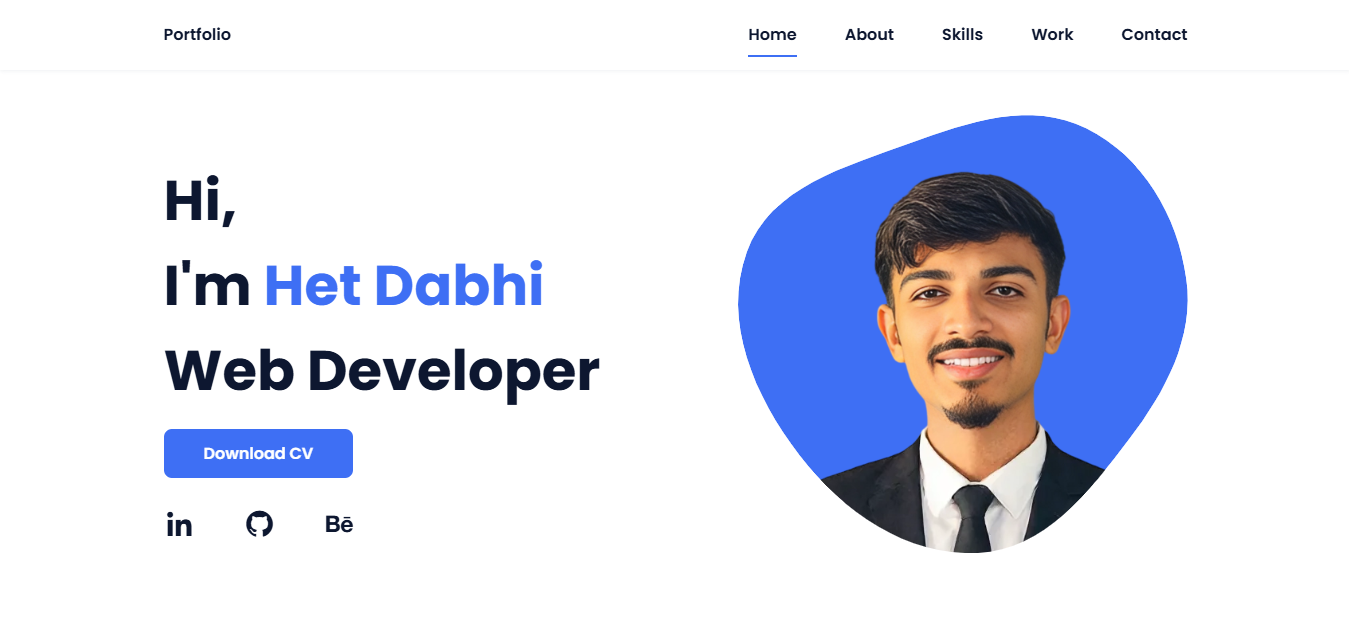 Portfolio
Home About Skills Work Contact
Hi,
I'm Het Dabhi
Web Developer
Download CV
in Bē